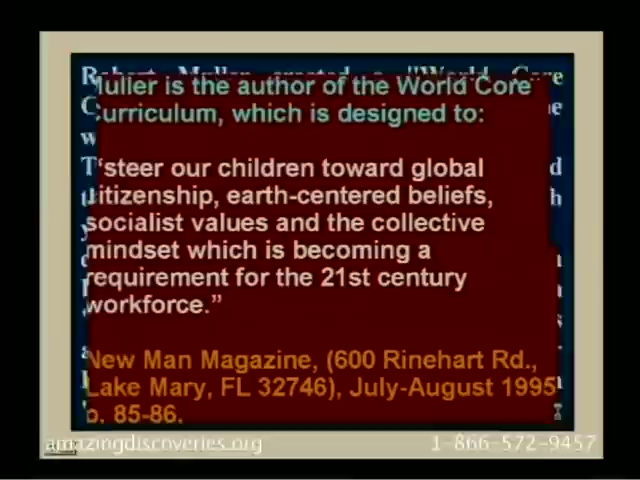 Muller is the author of the World Core
Curriculum, which is designed to:
"steer our children toward global
citizenship, earth-centered beliefs,
socialist values and the collective
mindset which is becoming a
requirement for the 21st century
workforce."
New Man Magazine, (600 Rinehart Rd.,
Lake Mary, FL 32746), July-August 1995
p. 85-86.
amazingdiscoveries.org
1-866-572-9457